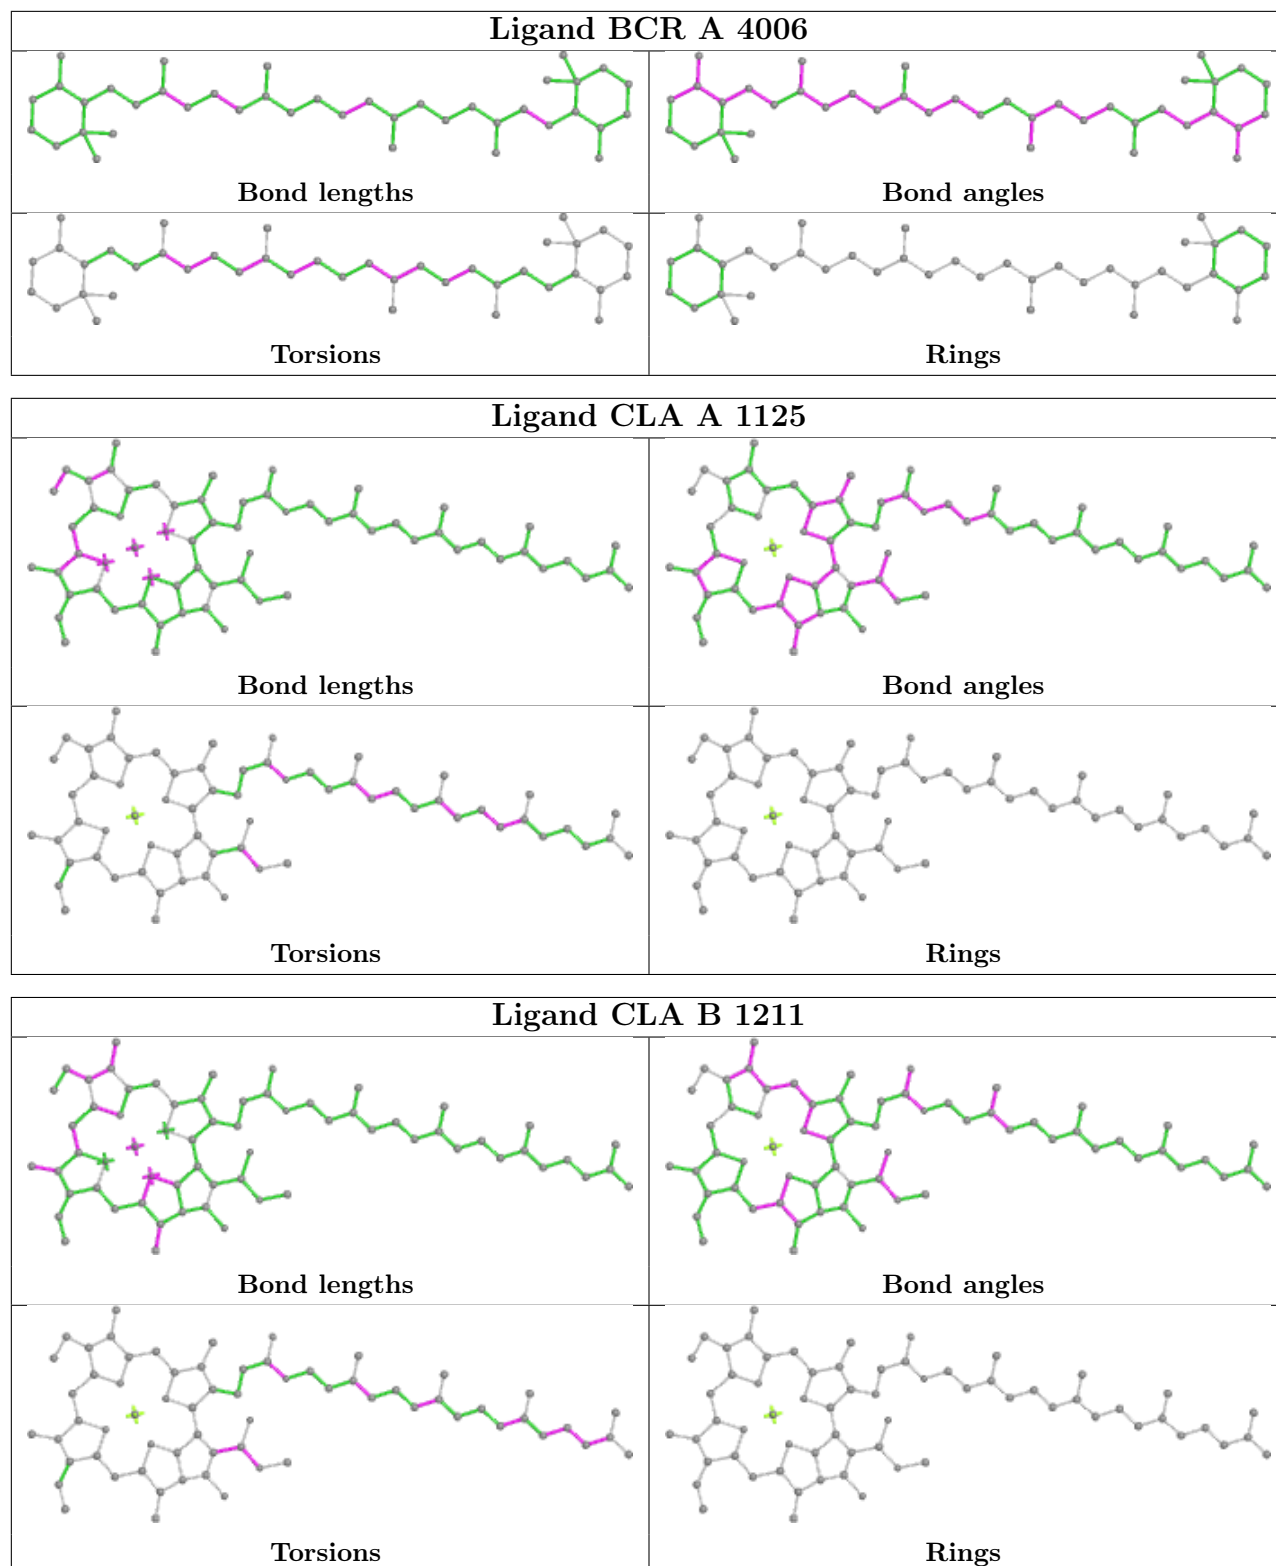 Ligand BCR A 4006
Bond lengths
Bond angles
Torsions
Rings
Ligand CLA A 1125
Bond lengths
Bond angles
Torsions
Rings
Ligand CLA B 1211
Bond lengths
Bond angles
Torsions
Rings